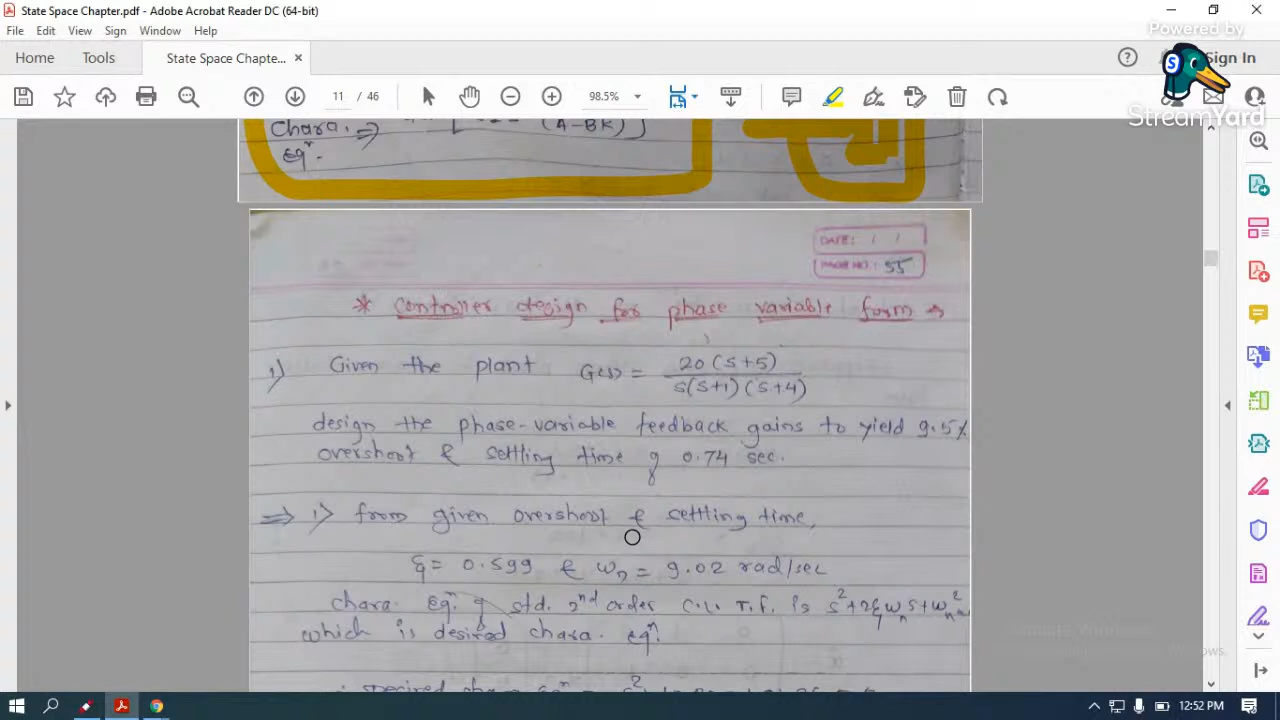 State Space Chapter.pdf - Adobe Acrobat Reader DC (64-bit)
File Edit View Sign Window Help
Powered by
Home Tools State Space Chapte... × Sign In
11 / 46 98.5%
StreamYard
Chara. ⇒ (A-BK)
Eqⁿ.
DATE: / /
PAGE NO: 55
* Controller design for phase variable form →
1) Given the plant G(s) = 20(s+5) / s(s+1)(s+4)
design the phase-variable feedback gains to yield 9.5%
overshoot & settling time of 0.74 sec.
⇒ 1) from given overshoot & settling time,
ξ = 0.599 & ωn = 9.02 rad/sec
chara. Eqⁿ. of std. 2nd order C.L. T.F. is s²+2ξωn s+ωn²
which is desired chara. eqⁿ.
12:52 PM